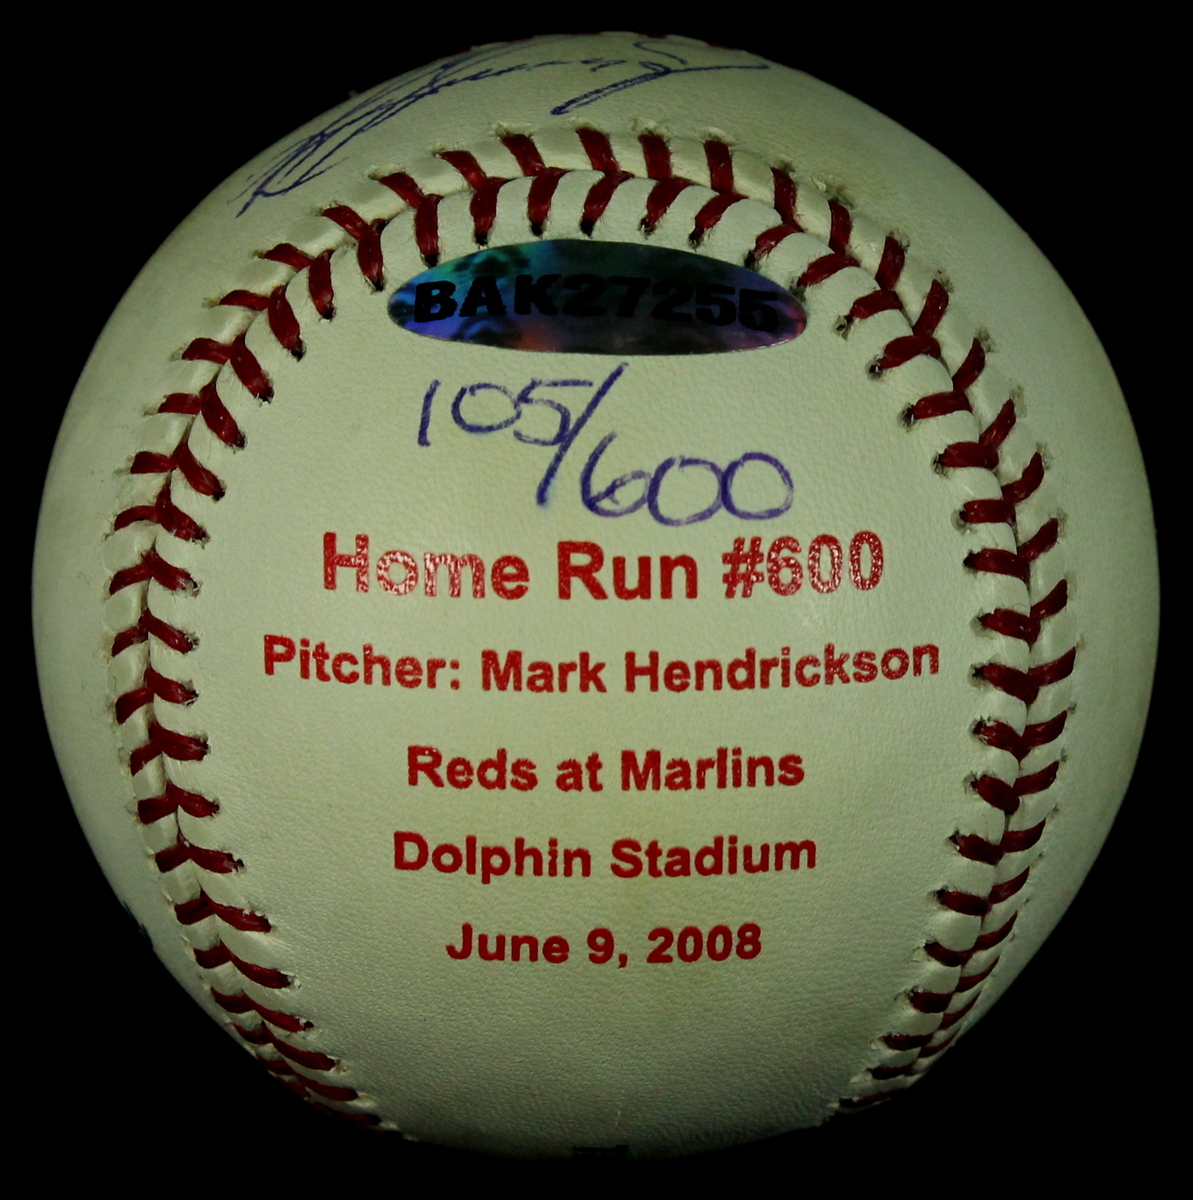 BAK27255
105/600
Home Run #600
Pitcher: Mark Hendrickson
Reds at Marlins
Dolphin Stadium
June 9, 2008